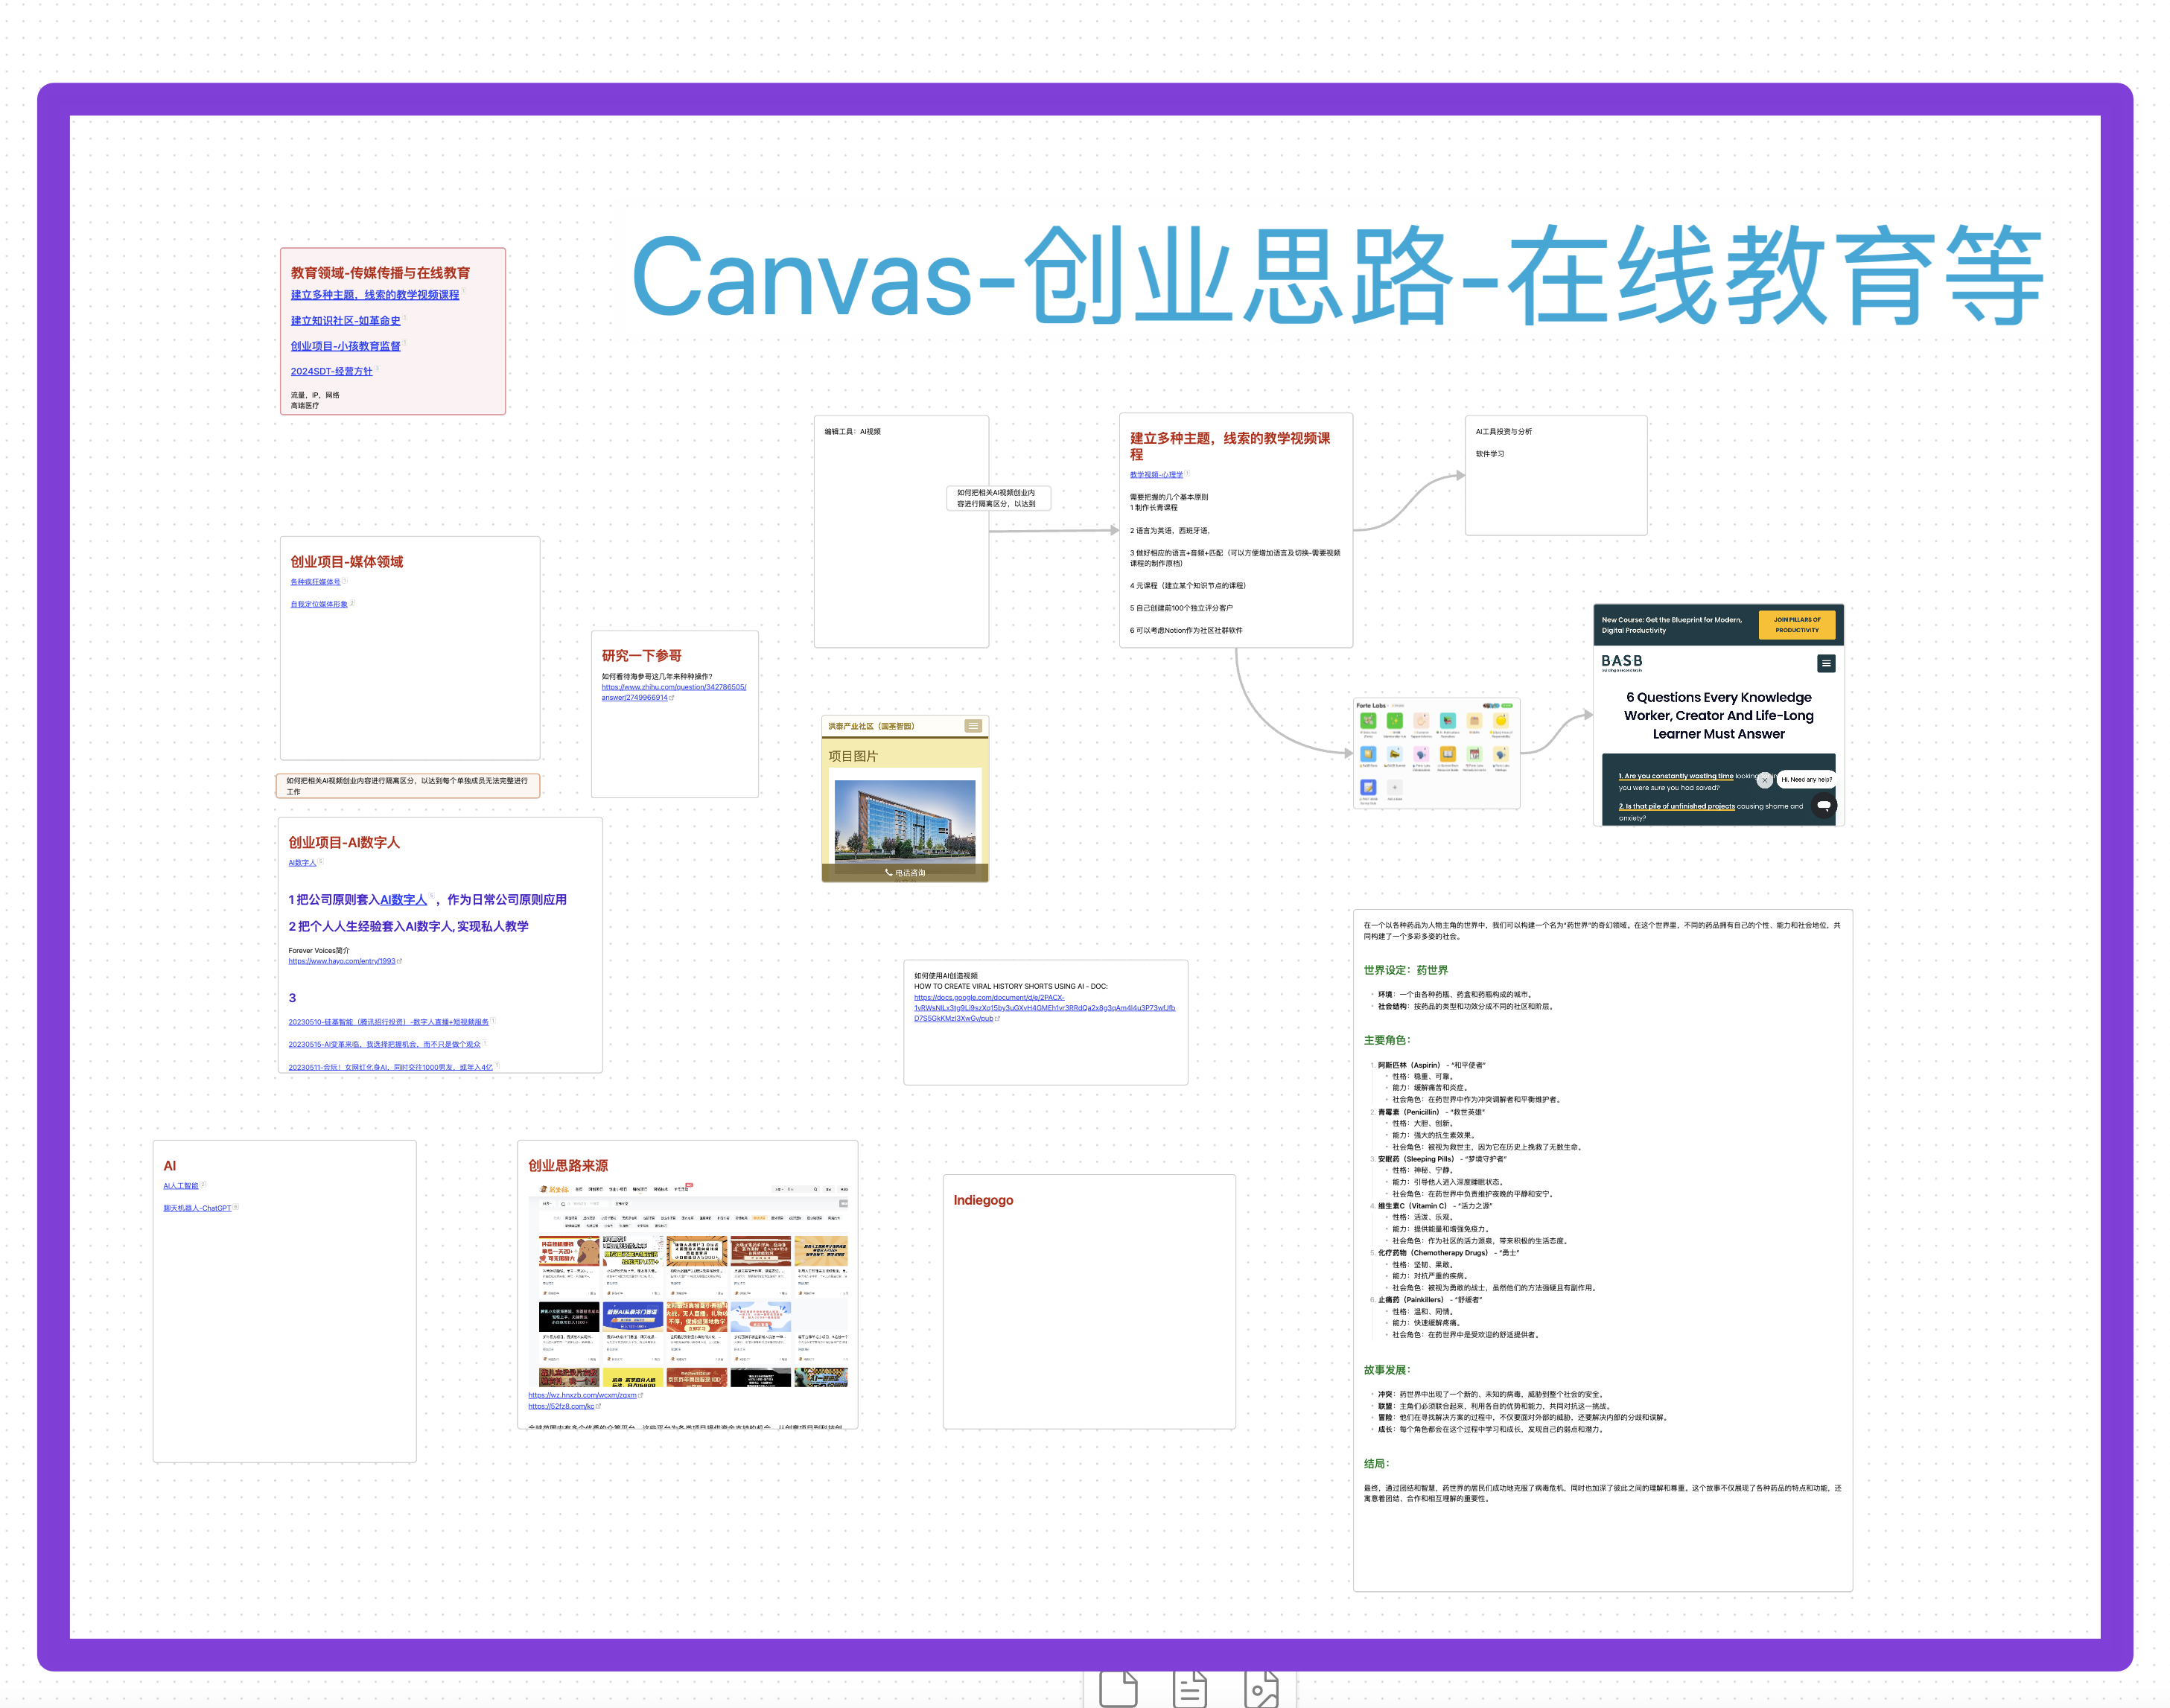 Canvas-创业思路-在线教育等
教育领域-传媒传播与在线教育
建立多种主题，线索的教学视频课程
建立知识社区-如革命史
创业项目-小孩教育监督
2024SDT-经营方针
流量，IP，网络
高端医疗
编辑工具：AI视频
如何把相关AI视频创业内
容进行隔离区分，以达到
建立多种主题，线索的教学视频课
程
教学视频-心理学
需要把握的几个基本原则
1 制作长青课程
2 语言为英语，西班牙语,
3 做好相应的语言+音频+匹配（可以方便增加语言及切换-需要视频
课程的制作原档）
4 元课程（建立某个知识节点的课程）
5 自己创建前100个独立评分客户
6 可以考虑Notion作为社区社群软件
AI工具投资与分析
软件学习
创业项目-媒体领域
各种疯狂媒体号
自我定位媒体形象
如何把相关AI视频创业内容进行隔离区分，以达到每个单独成员无法完整进行
工作
研究一下参哥
如何看待海参哥这几年来种种操作?
https://www.zhihu.com/question/342786505/
answer/2749966914
洪泰产业社区（国基智园）
项目图片
电话咨询
Forte Labs
New Course: Get the Blueprint for Modern,
Digital Productivity
JOIN PILLARS OF
PRODUCTIVITY
BASB
6 Questions Every Knowledge
Worker, Creator And Life-Long
Learner Must Answer
1. Are you constantly wasting time looking
you were sure you had saved?
Hi. Need any help?
2. Is that pile of unfinished projects causing shame and
anxiety?
创业项目-AI数字人
AI数字人
1 把公司原则套入AI数字人 ，作为日常公司原则应用
2 把个人人生经验套入AI数字人, 实现私人教学
Forever Voices简介
https://www.hayo.com/entry/1993
3
20230510-硅基智能（腾讯招行投资）-数字人直播+短视频服务
20230515-AI变革来临，我选择把握机会，而不只是做个观众
20230511-会玩！女网红化身AI，同时交往1000男友，或年入4亿
如何使用AI创造视频
HOW TO CREATE VIRAL HISTORY SHORTS USING AI - DOC:
https://docs.google.com/document/d/e/2PACX-
1vRWsNILx3tg9Li9szXq15by3uGXvH4GMEh1vr3RRdQa2x8g3qAm4l4u3P73wfJfb
D7S5GkKMzI3XwGv/pub
AI
AI人工智能
聊天机器人-ChatGPT
创业思路来源
https://wz.hnxzb.com/wcxm/zqxm
https://52fz8.com/kc
Indiegogo
在一个以各种药品为人物主角的世界中，我们可以构建一个名为“药世界”的奇幻领域。在这个世界里，不同的药品拥有自己的个性、能力和社会地位，共
同构建了一个多彩多姿的社会。
世界设定：药世界
环境：一个由各种药瓶、药盒和药瓶构成的城市。
社会结构：按药品的类型和功效分成不同的社区和阶层。
主要角色：
1. 阿斯匹林（Aspirin） - “和平使者”
性格：稳重、可靠。
能力：缓解痛苦和炎症。
社会角色：在药世界中作为冲突调解者和平衡维护者。
2. 青霉素（Penicillin） - “救世英雄”
性格：大胆、创新。
能力：强大的抗生素效果。
社会角色：被视为救世主，因为它在历史上挽救了无数生命。
3. 安眠药（Sleeping Pills） - “梦境守护者”
性格：神秘、宁静。
能力：引导他人进入深度睡眠状态。
社会角色：在药世界中负责维护夜晚的平静和安宁。
4. 维生素C（Vitamin C） - “活力之源”
性格：活泼、乐观。
能力：提供能量和增强免疫力。
社会角色：作为社区的活力源泉，带来积极的生活态度。
5. 化疗药物（Chemotherapy Drugs） - “勇士”
性格：坚韧、果敢。
能力：对抗严重的疾病。
社会角色：被视为勇敢的战士，虽然他们的方法强硬且有副作用。
6. 止痛药（Painkillers） - “舒缓者”
性格：温和、同情。
能力：快速缓解疼痛。
社会角色：在药世界中是受欢迎的舒适提供者。
故事发展：
冲突：药世界中出现了一个新的、未知的病毒，威胁到整个社会的安全。
联盟：主角们必须联合起来，利用各自的优势和能力，共同对抗这一挑战。
冒险：他们在寻找解决方案的过程中，不仅要面对外部的威胁，还要解决内部的分歧和误解。
成长：每个角色都会在这个过程中学习和成长，发现自己的弱点和潜力。
结局：
最终，通过团结和智慧，药世界的居民们成功地克服了病毒危机，同时也加深了彼此之间的理解和尊重。这个故事不仅展现了各种药品的特点和功能，还
寓意着团结、合作和相互理解的重要性。